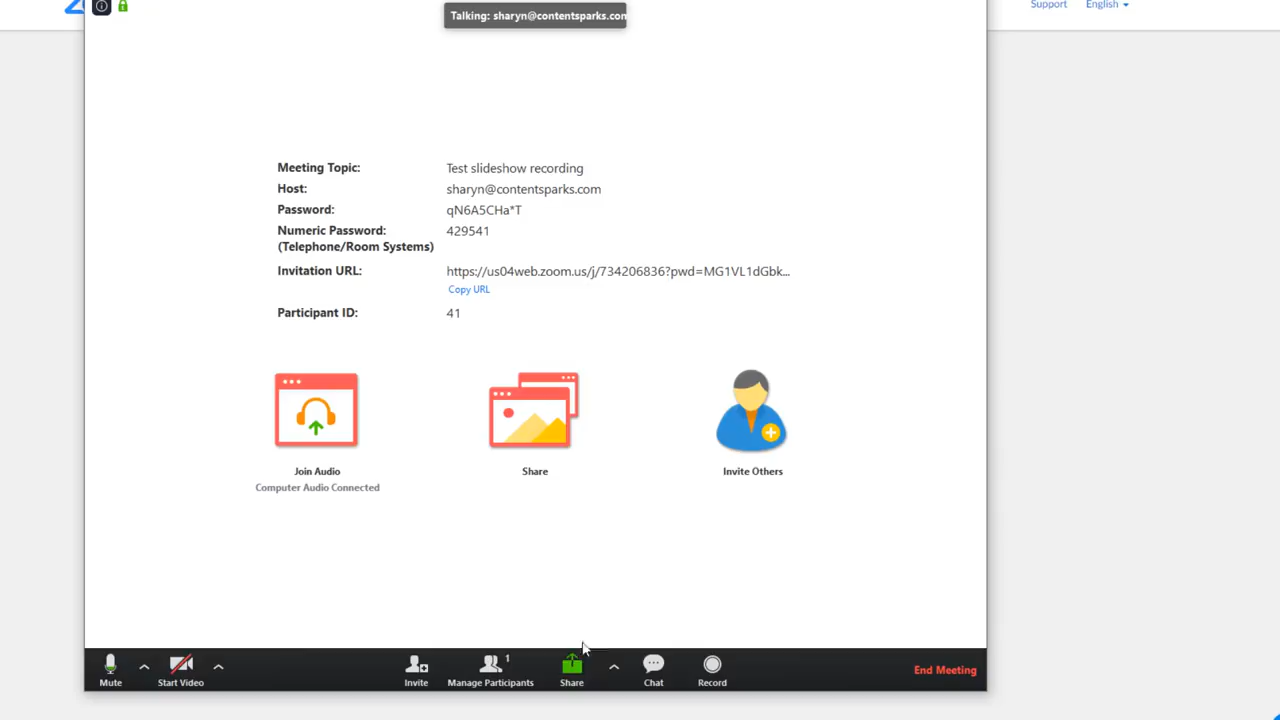 Support English
Talking: sharyn@contentsparks.com
Meeting Topic: Test slideshow recording
Host: sharyn@contentsparks.com
Password: qN6A5CHa*T
Numeric Password: 429541
(Telephone/Room Systems)
Invitation URL: https://us04web.zoom.us/j/734206836?pwd=MG1VL1dGbk...
Copy URL
Participant ID: 41
Join Audio Share Invite Others
Computer Audio Connected
1
Mute Start Video Invite Manage Participants Share Chat Record End Meeting